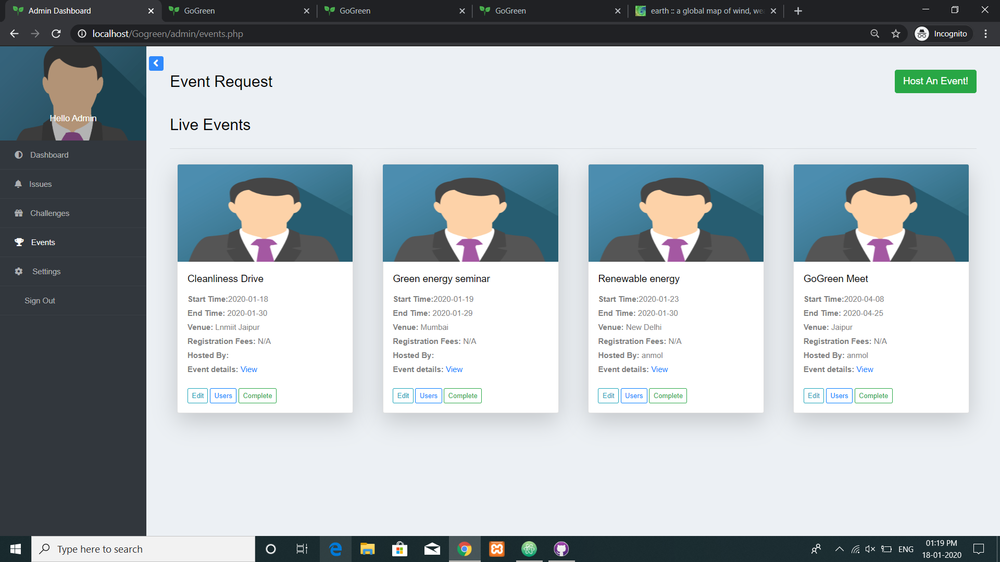 Admin Dashboard
GoGreen
GoGreen
GoGreen
earth :: a global map of wind, wea
localhost/Gogreen/admin/events.php
Incognito
Hello Admin
Dashboard
Issues
Challenges
Events
Settings
Sign Out
Event Request
Host An Event!
Live Events
Cleanliness Drive
Start Time:2020-01-18
End Time: 2020-01-30
Venue: Lnmiit Jaipur
Registration Fees: N/A
Hosted By:
Event details: View
Edit Users Complete
Green energy seminar
Start Time:2020-01-19
End Time: 2020-01-29
Venue: Mumbai
Registration Fees: N/A
Hosted By:
Event details: View
Edit Users Complete
Renewable energy
Start Time:2020-01-23
End Time: 2020-01-30
Venue: New Delhi
Registration Fees: N/A
Hosted By: anmol
Event details: View
Edit Users Complete
GoGreen Meet
Start Time:2020-04-08
End Time: 2020-04-25
Venue: Jaipur
Registration Fees: N/A
Hosted By: anmol
Event details: View
Edit Users Complete
Type here to search
ENG
01:19 PM
18-01-2020